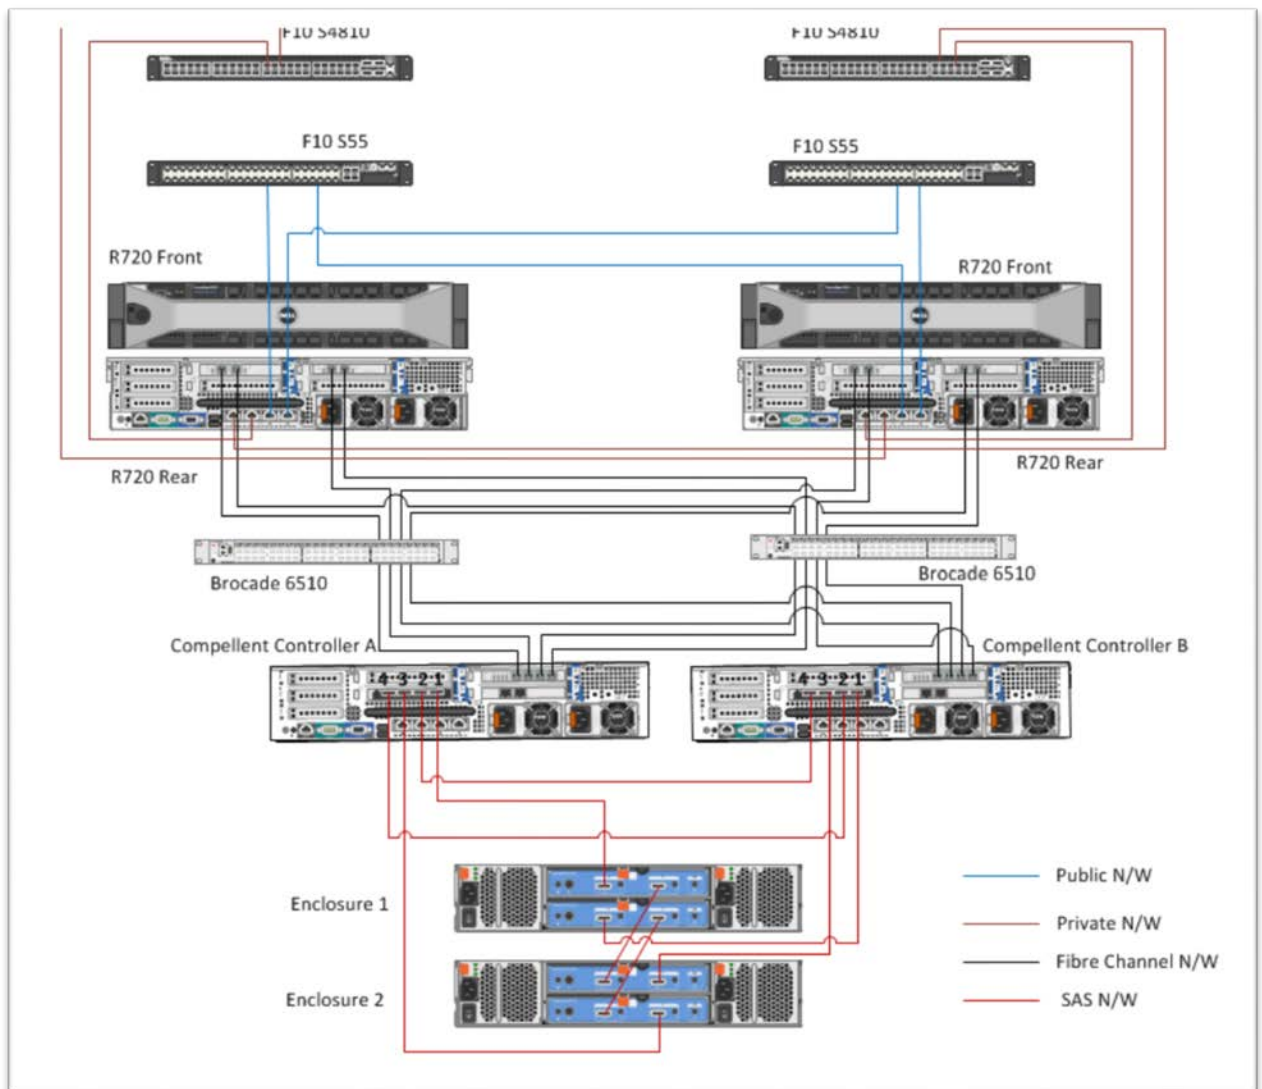 F10 S4810
F10 S4810
F10 S55
F10 S55
R720 Front
R720 Front
R720 Rear
R720 Rear
Brocade 6510
Brocade 6510
Compellent Controller A
Compellent Controller B
4 3 2 1
4 3 2 1
Enclosure 1
Public N/W
Private N/W
Fibre Channel N/W
Enclosure 2
SAS N/W